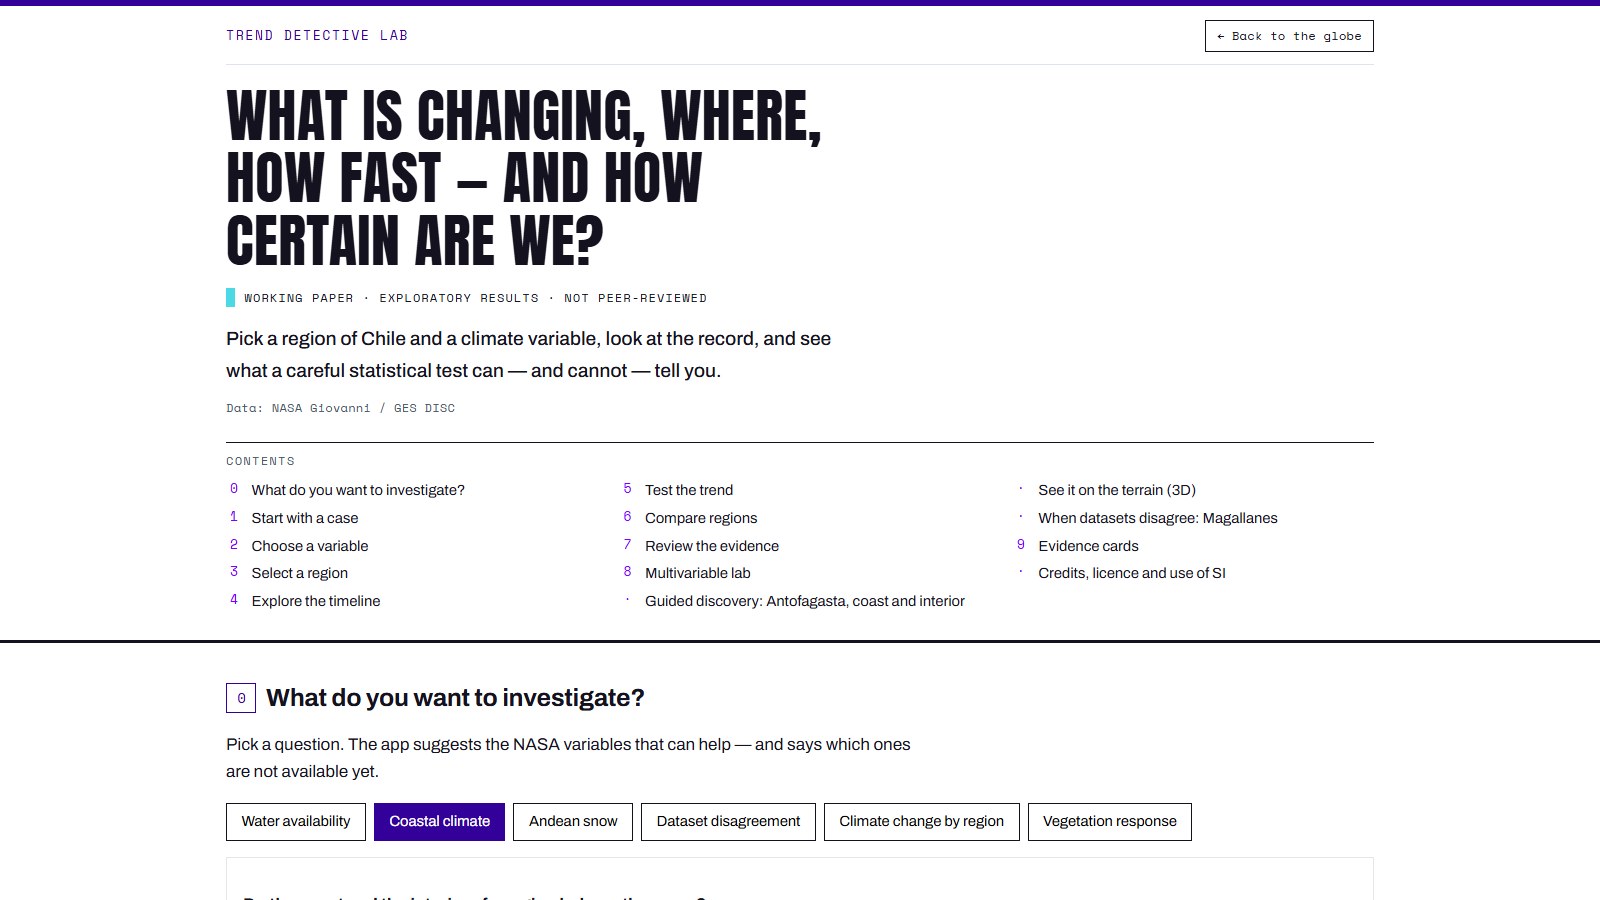 TREND DETECTIVE LAB
← Back to the globe
WHAT IS CHANGING, WHERE,
HOW FAST — AND HOW
CERTAIN ARE WE?
WORKING PAPER · EXPLORATORY RESULTS · NOT PEER-REVIEWED
Pick a region of Chile and a climate variable, look at the record, and see
what a careful statistical test can — and cannot — tell you.
Data: NASA Giovanni / GES DISC
CONTENTS
0 What do you want to investigate?
1 Start with a case
2 Choose a variable
3 Select a region
4 Explore the timeline
5 Test the trend
6 Compare regions
7 Review the evidence
8 Multivariable lab
· Guided discovery: Antofagasta, coast and interior
· See it on the terrain (3D)
· When datasets disagree: Magallanes
9 Evidence cards
· Credits, licence and use of SI
0 What do you want to investigate?
Pick a question. The app suggests the NASA variables that can help — and says which ones
are not available yet.
Water availability
Coastal climate
Andean snow
Dataset disagreement
Climate change by region
Vegetation response